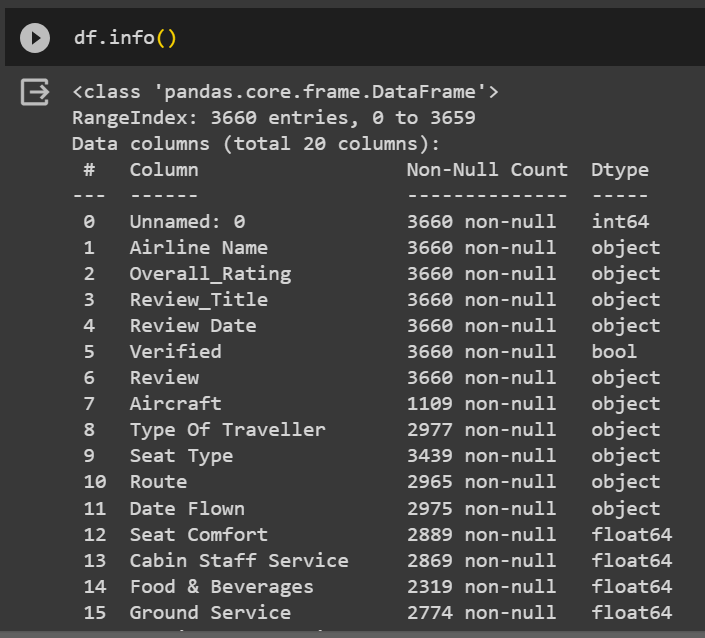 df.info()
<class 'pandas.core.frame.DataFrame'>
RangeIndex: 3660 entries, 0 to 3659
Data columns (total 20 columns):
# Column Non-Null Count Dtype
--- ------ -------------- -----
0 Unnamed: 0 3660 non-null int64
1 Airline Name 3660 non-null object
2 Overall_Rating 3660 non-null object
3 Review_Title 3660 non-null object
4 Review Date 3660 non-null object
5 Verified 3660 non-null bool
6 Review 3660 non-null object
7 Aircraft 1109 non-null object
8 Type Of Traveller 2977 non-null object
9 Seat Type 3439 non-null object
10 Route 2965 non-null object
11 Date Flown 2975 non-null object
12 Seat Comfort 2889 non-null float64
13 Cabin Staff Service 2869 non-null float64
14 Food & Beverages 2319 non-null float64
15 Ground Service 2774 non-null float64